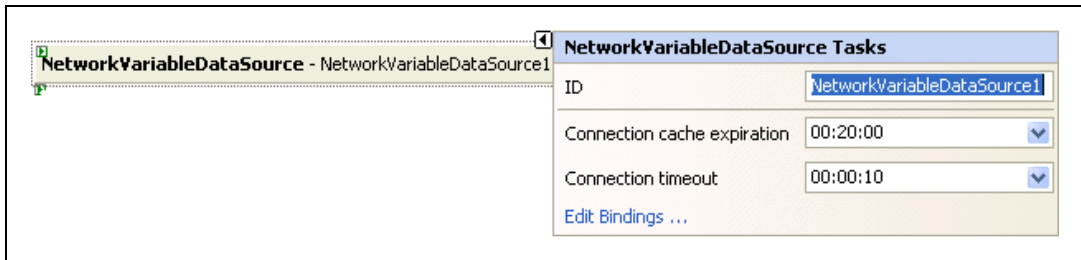 NetworkVariableDataSource - NetworkVariableDataSource1
NetworkVariableDataSource Tasks
ID NetworkVariableDataSource1
Connection cache expiration 00:20:00
Connection timeout 00:00:10
Edit Bindings ...